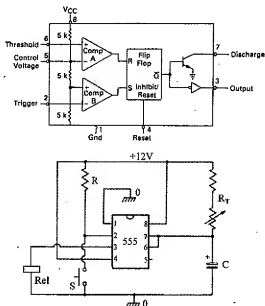 VCC
8
5 k
Threshold 6
Control Voltage 5
Comp A
R
Flip Flop
Q
Inhibit/ Reset
7 Discharge
5 k
Trigger 2
Comp B
S
3 Output
5 k
1 Gnd
4 Reset
+12V
R
0
RT
1 8
2 7
3 555 6
4 5
Rel
S
+
C
0